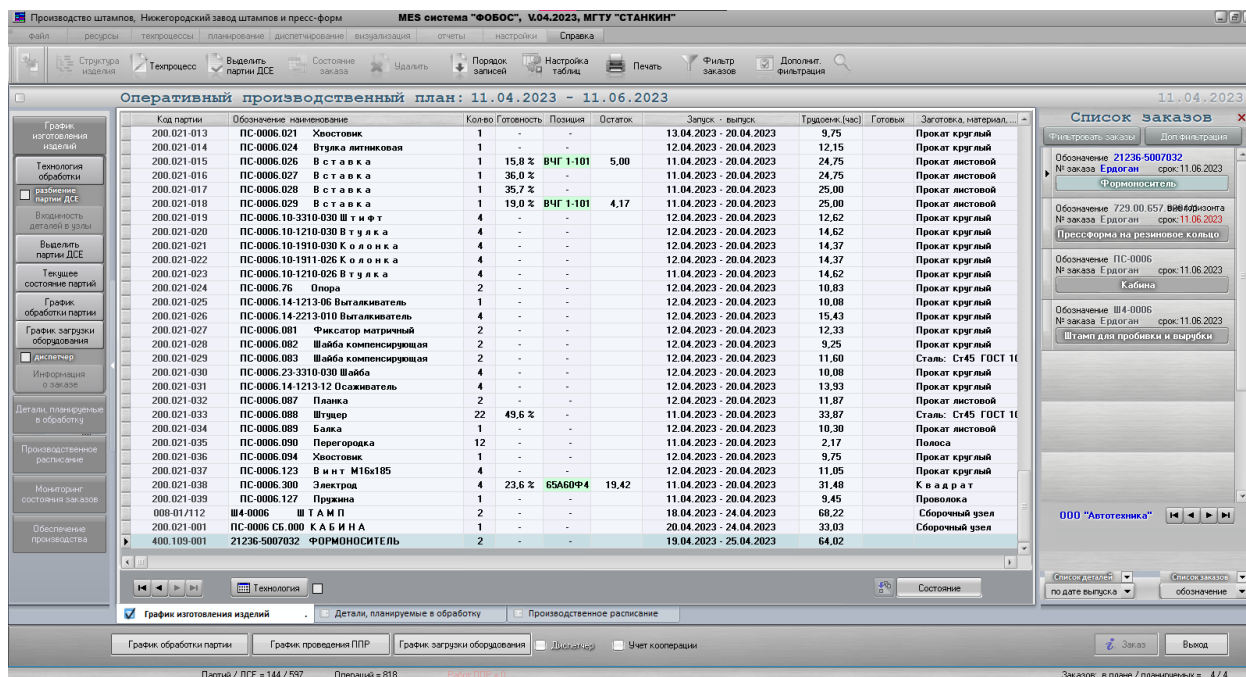 Производство штампов, Нижегородский завод штампов и пресс-форм МЕS система "ФОБОС", V.04.2023, МГТУ "СТАНКИН"
файл ресурсы техпроцессы планирование диспетчирование визуализация отчеты настройки Справка
Структура изделия Техпроцесс Выделить партии ДСЕ Состояние заказа Удалить Порядок записей Настройка таблиц Печать Фильтр заказов Дополнит. фильтрация
Оперативный производственный план: 11.04.2023 - 11.06.2023 11.04.2023
График изготовления изделий
Технология обработки
разбиение партии ДСЕ
Входимость деталей в узлы
Выделить партии ДСЕ
Текущее состояние партий
График обработки партии
График загрузки оборудования
диспетчер
Информация о заказе
Детали, планируемые в обработку
Производственное расписание
Мониторинг состояния заказов
Обеспечение производства
Код партии Обозначение наименование Кол-во Готовность Позиция Остаток Запуск - выпуск Трудоемк.(час) Готовых Заготовка, материал, ...
200.021-013 ПС-0006.021 Хвостовик 1 - - 13.04.2023 - 20.04.2023 9,75 Прокат круглый
200.021-014 ПС-0006.024 Втулка литниковая 1 - - 12.04.2023 - 20.04.2023 12,15 Прокат круглый
200.021-015 ПС-0006.026 В с т а в к а 1 15,8 % ВЧГ 1-101 5,00 11.04.2023 - 20.04.2023 24,75 Прокат листовой
200.021-016 ПС-0006.027 В с т а в к а 1 36,0 % - 11.04.2023 - 20.04.2023 24,75 Прокат листовой
200.021-017 ПС-0006.028 В с т а в к а 1 35,7 % - 11.04.2023 - 20.04.2023 25,00 Прокат листовой
200.021-018 ПС-0006.029 В с т а в к а 1 19,0 % ВЧГ 1-101 4,17 11.04.2023 - 20.04.2023 25,00 Прокат листовой
200.021-019 ПС-0006.10-3310-030 Ш т и ф т 4 - - 12.04.2023 - 20.04.2023 12,62 Прокат круглый
200.021-020 ПС-0006.10-1210-030 В т у л к а 4 - - 12.04.2023 - 20.04.2023 14,62 Прокат круглый
200.021-021 ПС-0006.10-1910-030 К о л о н к а 4 - - 12.04.2023 - 20.04.2023 14,37 Прокат круглый
200.021-022 ПС-0006.10-1911-026 К о л о н к а 4 - - 12.04.2023 - 20.04.2023 14,37 Прокат круглый
200.021-023 ПС-0006.10-1210-026 В т у л к а 4 - - 11.04.2023 - 20.04.2023 14,62 Прокат круглый
200.021-024 ПС-0006.76 Опора 2 - - 12.04.2023 - 20.04.2023 10,83 Прокат круглый
200.021-025 ПС-0006.14-1213-06 Выталкиватель 1 - - 12.04.2023 - 20.04.2023 10,08 Прокат круглый
200.021-026 ПС-0006.14-2213-010 Выталкиватель 4 - - 12.04.2023 - 20.04.2023 15,43 Прокат круглый
200.021-027 ПС-0006.081 Фиксатор матричный 2 - - 12.04.2023 - 20.04.2023 12,33 Прокат круглый
200.021-028 ПС-0006.082 Шайба компенсирующая 2 - - 12.04.2023 - 20.04.2023 9,25 Прокат круглый
200.021-029 ПС-0006.083 Шайба компенсирующая 2 - - 12.04.2023 - 20.04.2023 11,60 Сталь: Ст45 ГОСТ 10
200.021-030 ПС-0006.23-3310-030 Шайба 4 - - 12.04.2023 - 20.04.2023 10,08 Прокат круглый
200.021-031 ПС-0006.14-1213-12 Осаживатель 4 - - 12.04.2023 - 20.04.2023 13,93 Прокат круглый
200.021-032 ПС-0006.087 Планка 2 - - 12.04.2023 - 20.04.2023 11,87 Прокат листовой
200.021-033 ПС-0006.088 Штуцер 22 49,6 % - 11.04.2023 - 20.04.2023 33,87 Сталь: Ст45 ГОСТ 10
200.021-034 ПС-0006.089 Балка 1 - - 12.04.2023 - 20.04.2023 10,30 Прокат листовой
200.021-035 ПС-0006.090 Перегородка 12 - - 11.04.2023 - 20.04.2023 2,17 Полоса
200.021-036 ПС-0006.094 Хвостовик 1 - - 12.04.2023 - 20.04.2023 9,75 Прокат круглый
200.021-037 ПС-0006.123 В и н т М16х185 4 - - 12.04.2023 - 20.04.2023 11,05 Прокат круглый
200.021-038 ПС-0006.300 Электрод 4 23,6 % 65А60Ф4 19,42 11.04.2023 - 20.04.2023 31,48 К в а д р а т
200.021-039 ПС-0006.127 Пружина 1 - - 11.04.2023 - 20.04.2023 9,45 Проволока
008-01/112 Ш4-0006 Ш Т А М П 2 - - 18.04.2023 - 24.04.2023 68,22 Сборочный узел
200.021-001 ПС-0006 СБ.000 К А Б И Н А 1 - - 20.04.2023 - 24.04.2023 33,03 Сборочный узел
400.109-001 21236-5007032 ФОРМОНОСИТЕЛЬ 2 - - 19.04.2023 - 25.04.2023 64,02
Технология Состояние
График изготовления изделий . Детали, планируемые в обработку Производственное расписание
Список заказов
Фильтровать заказы Доп.фильтрация
Обозначение 21236-5007032
№ заказа Ердоган срок:11.06.2023
Формоноситель
Обозначение 729.00.657.
№ заказа Ердоган срок:11.06.2023
Прессформа на резиновое кольцо
Обозначение ПС-0006
№ заказа Ердоган срок:11.06.2023
Кабина
Обозначение Ш4-0006
№ заказа Ердоган срок:11.06.2023
Штамп для пробивки и вырубки
ООО "Автотехника"
Список деталей Список заказов
по дате выпуска обозначение
График обработки партии График проведения ППР График загрузки оборудования Диспетчер Учет кооперации Заказ Выход
Партий / ДСЕ = 144 / 597 Операций = 818 Заказов: в плане / планируемых = 4 / 4